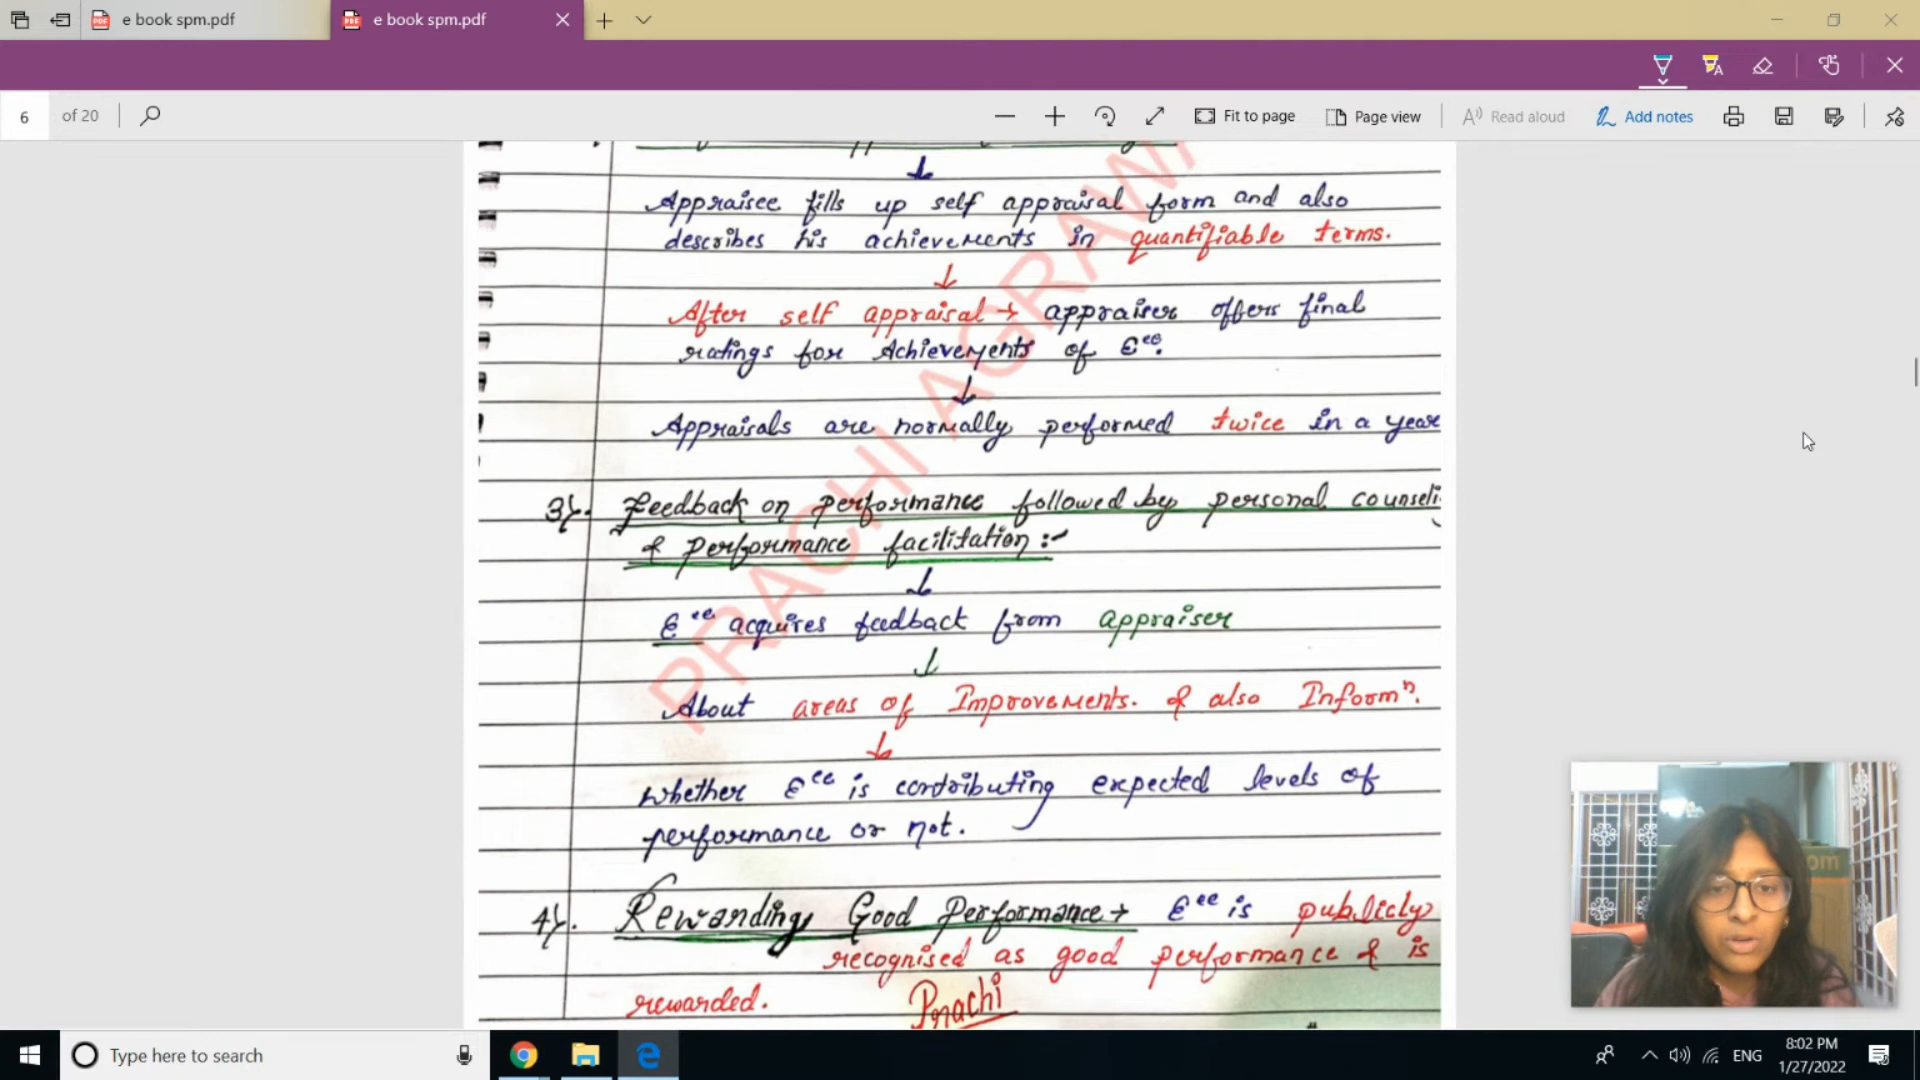 e book spm.pdf
e book spm.pdf
6 of 20
Fit to page
Page view
Read aloud
Add notes
Appraisee fills up self appraisal form and also
describes his achievements in quantifiable terms.
After self appraisal → appraiser offers final
ratings for Achievements of Eee.
Appraisals are normally performed twice in a year
3). Feedback on performance followed by personal counseli
& performance facilitation :-
Eee acquires feedback from appraiser
About areas of Improvements. & also Informn.
whether Eee is contributing expected levels of
performance or not.
4). Rewarding Good Performance → Eee is publicly
recognised as good performance & is
rewarded.
Prachi
PRACHI AGRAWA
Type here to search
ENG
8:02 PM
1/27/2022